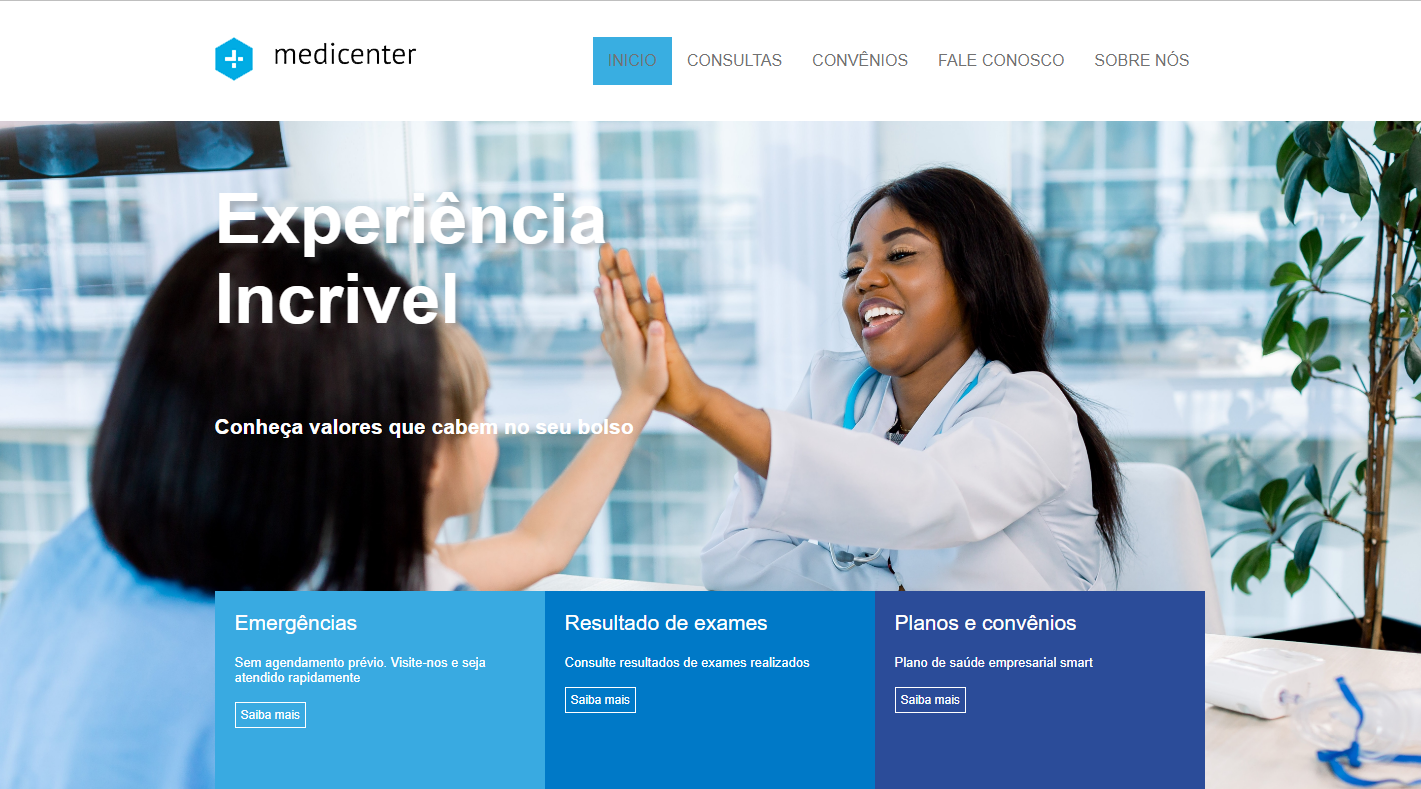 medicenter
INICIO CONSULTAS CONVÊNIOS FALE CONOSCO SOBRE NÓS
Experiência
Incrivel
Conheça valores que cabem no seu bolso
Emergências
Sem agendamento prévio. Visite-nos e seja
atendido rapidamente
Saiba mais
Resultado de exames
Consulte resultados de exames realizados
Saiba mais
Planos e convênios
Plano de saúde empresarial smart
Saiba mais